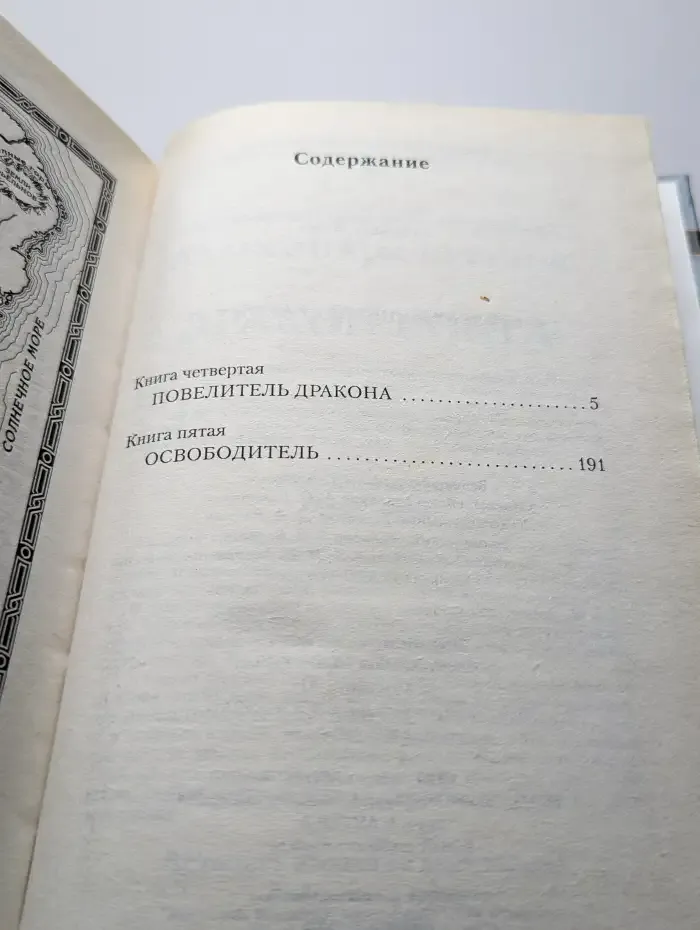 СОЛНЕЧНОЕ МОРЕ
Содержание
Книга четвертая
ПОВЕЛИТЕЛЬ ДРАКОНА ........................ 5
Книга пятая
ОСВОБОДИТЕЛЬ ........................... 191